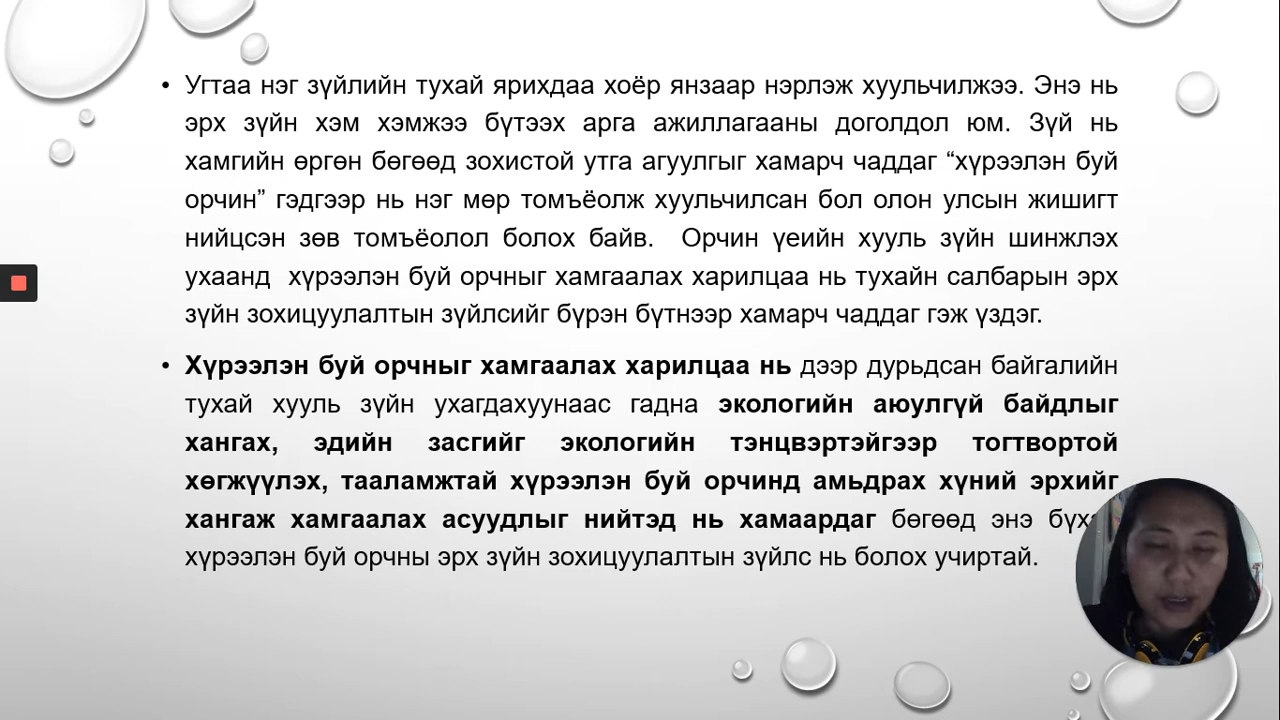 • Угтаа нэг зүйлийн тухай ярихдаа хоёр янзаар нэрлэж хуульчилжээ. Энэ нь
эрх зүйн хэм хэмжээ бүтээх арга ажиллагааны доголдол юм. Зүй нь
хамгийн өргөн бөгөөд зохистой утга агуулгыг хамарч чаддаг “хүрээлэн буй
орчин” гэдгээр нь нэг мөр томъёолж хуульчилсан бол олон улсын жишигт
нийцсэн зөв томъёолол болох байв. Орчин үеийн хууль зүйн шинжлэх
ухаанд хүрээлэн буй орчныг хамгаалах харилцаа нь тухайн салбарын эрх
зүйн зохицуулалтын зүйлсийг бүрэн бүтнээр хамарч чаддаг гэж үздэг.
• Хүрээлэн буй орчныг хамгаалах харилцаа нь дээр дурьдсан байгалийн
тухай хууль зүйн ухагдахуунаас гадна экологийн аюулгүй байдлыг
хангах, эдийн засгийг экологийн тэнцвэртэйгээр тогтвортой
хөгжүүлэх, тааламжтай хүрээлэн буй орчинд амьдрах хүний эрхийг
хангаж хамгаалах асуудлыг нийтэд нь хамаардаг бөгөөд энэ
хүрээлэн буй орчны эрх зүйн зохицуулалтын зүйлс нь болох учиртай.